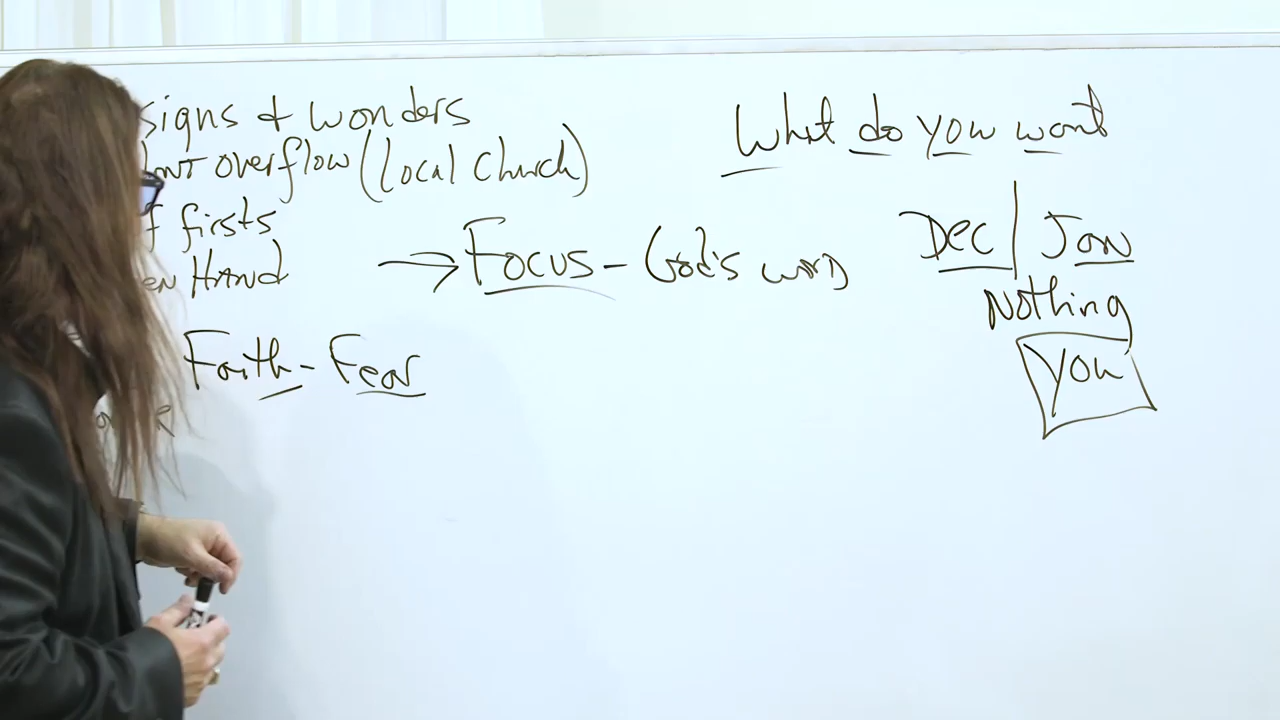 signs & wonders
overflow (Local Church)
firsts
Hand
Faith - Fear
→ Focus - God's word
What do you want
Dec | Jan
Nothing
You